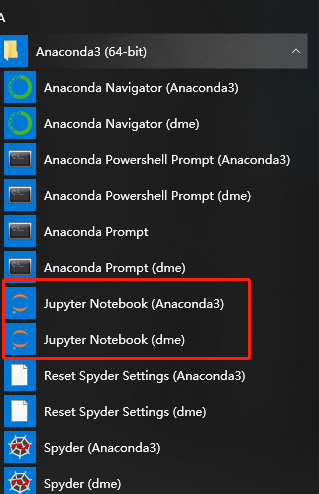 A
Anaconda3 (64-bit)
Anaconda Navigator (Anaconda3)
Anaconda Navigator (dme)
Anaconda Powershell Prompt (Anaconda3)
Anaconda Powershell Prompt (dme)
Anaconda Prompt
Anaconda Prompt (dme)
Jupyter Notebook (Anaconda3)
Jupyter Notebook (dme)
Reset Spyder Settings (Anaconda3)
Reset Spyder Settings (dme)
Spyder (Anaconda3)
Spyder (dme)